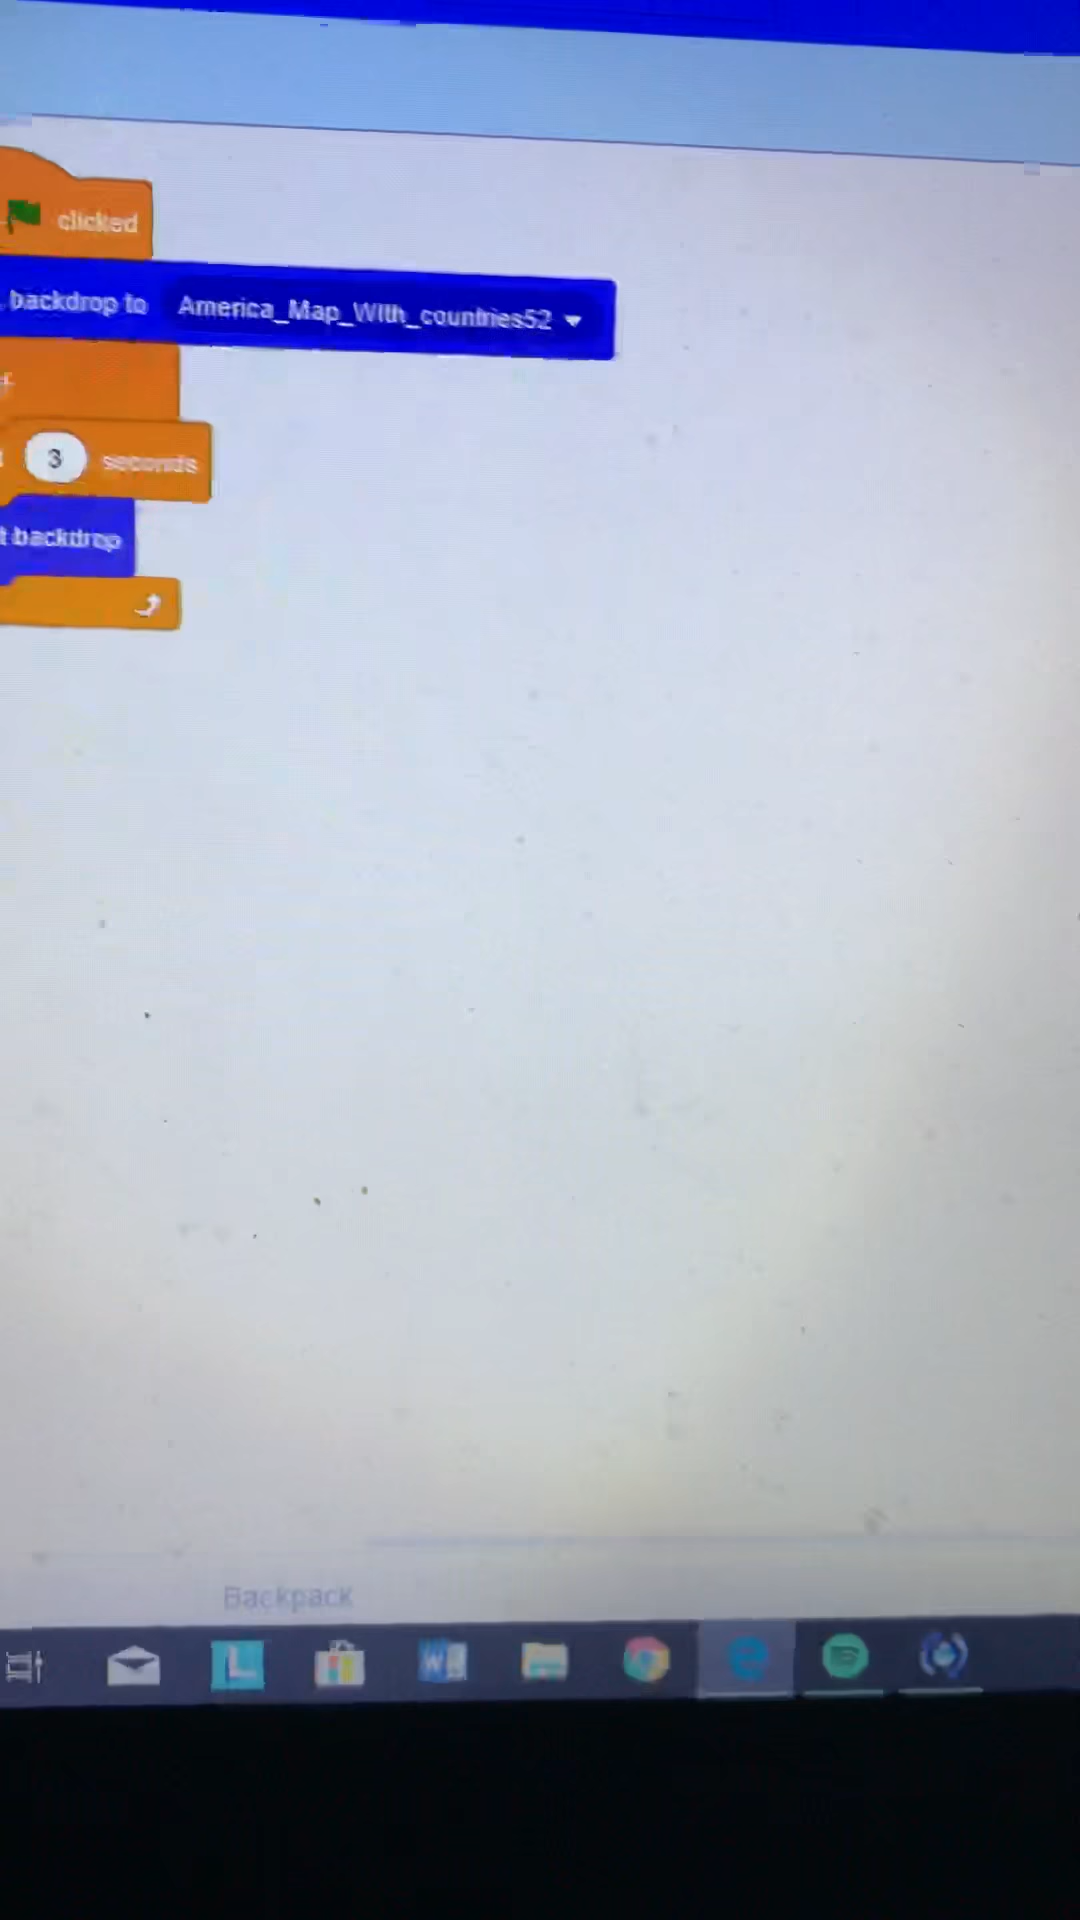 clicked
backdrop to America_Map_With_countries52
3 seconds
t backdrop
Backpack
W
L